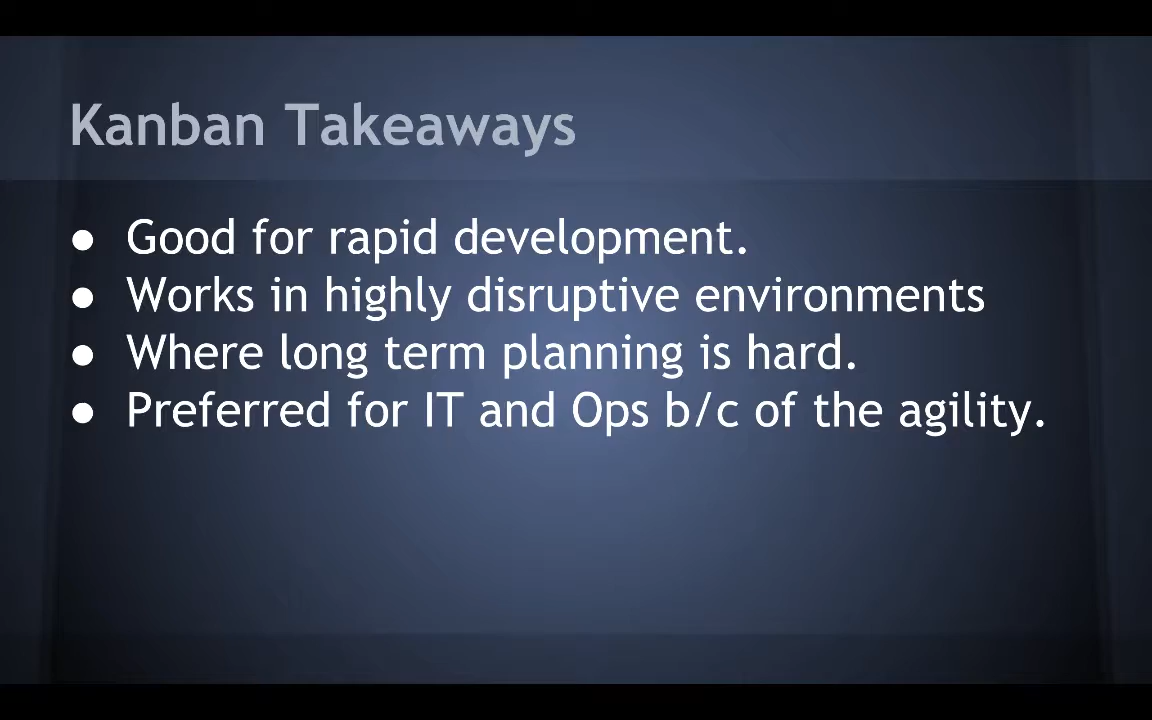 Kanban Takeaways
● Good for rapid development.
● Works in highly disruptive environments
● Where long term planning is hard.
● Preferred for IT and Ops b/c of the agility.